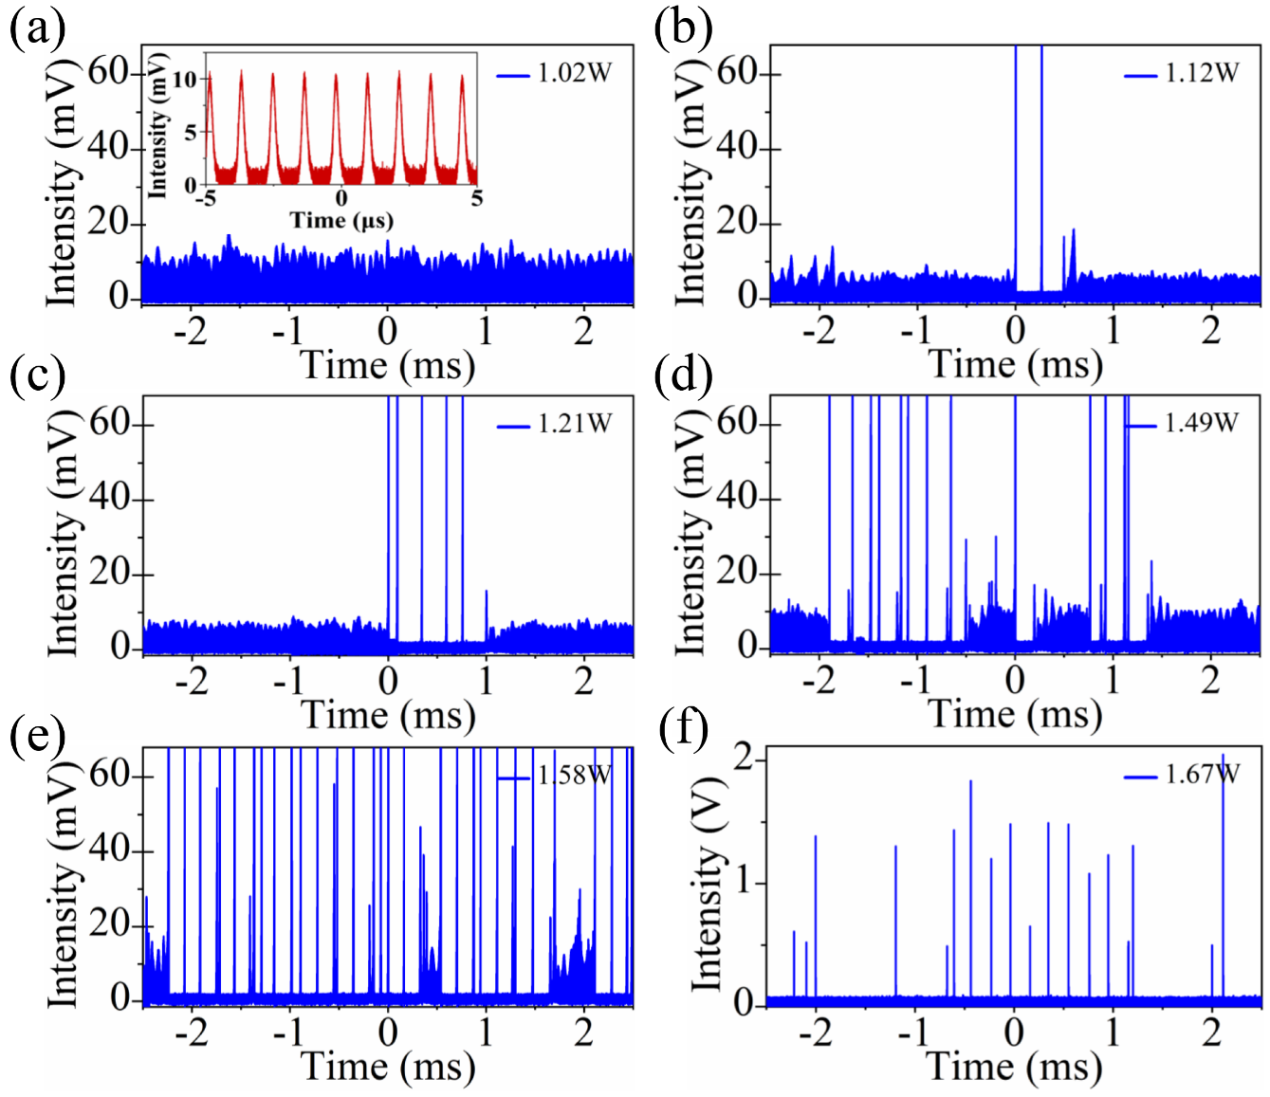 (a)
Intensity (mV)
60
40
20
0
-2 -1 0 1 2
Time (ms)
1.02W
Intensity (mV)
10
5
0
-5 0 5
Time (μs)
(b)
Intensity (mV)
60
40
20
0
-2 -1 0 1 2
Time (ms)
1.12W
(c)
Intensity (mV)
60
40
20
0
-2 -1 0 1 2
Time (ms)
1.21W
(d)
Intensity (mV)
60
40
20
0
-2 -1 0 1 2
Time (ms)
1.49W
(e)
Intensity (mV)
60
40
20
0
-2 -1 0 1 2
Time (ms)
1.58W
(f)
Intensity (V)
2
1
0
-2 -1 0 1 2
Time (ms)
1.67W